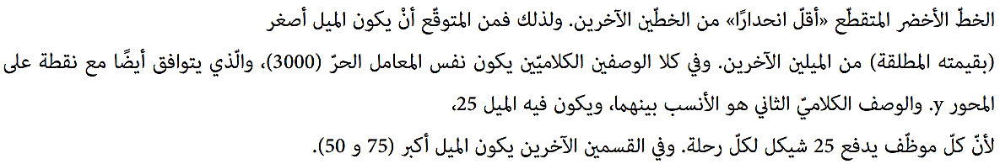 الخطّ الأخضر المتقطّع «أقلّ انحدارًا» من الخطّين الآخرين. ولذلك فمن المتوقّع أنْ يكون الميل أصغر
(بقيمته المطلقة) من الميلين الآخرين. وفي كلا الوصفين الكلاميّين يكون نفس المعامل الحرّ (3000)، والّذي يتوافق أيضًا مع نقطة على
المحور y. والوصف الكلاميّ الثاني هو الأنسب بينهما، ويكون فيه الميل 25،
لأنّ كلّ موظّف يدفع 25 شيكل لكلّ رحلة. وفي القسمين الآخرين يكون الميل أكبر (75 و 50).